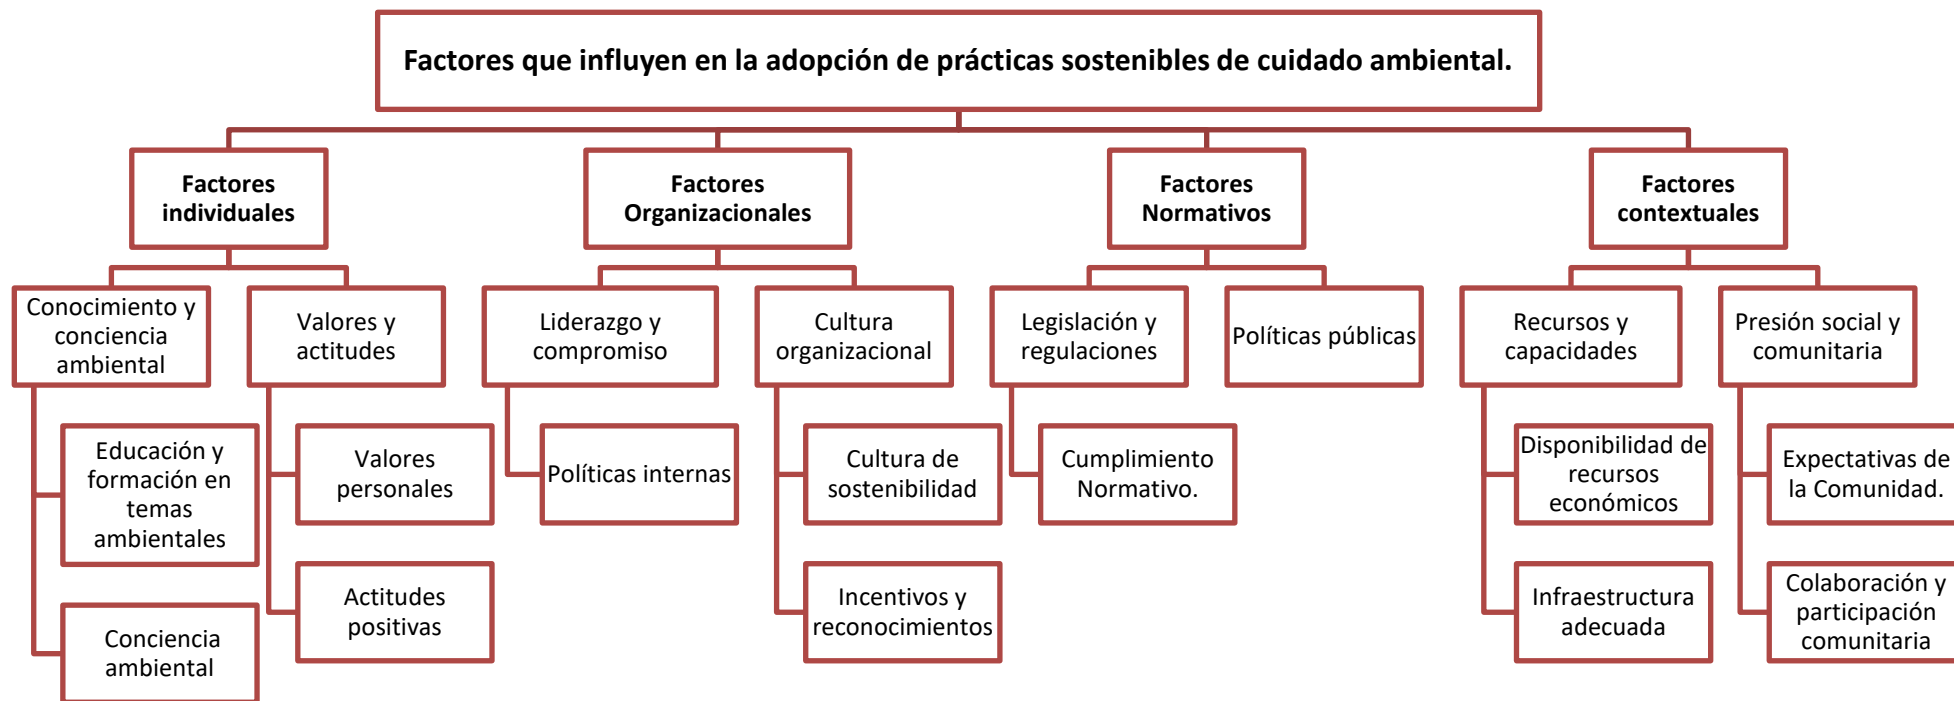 Factores que influyen en la adopción de prácticas sostenibles de cuidado ambiental.
Factores
individuales
Factores
Organizacionales
Factores
Normativos
Factores
contextuales
Conocimiento y
conciencia
ambiental
Valores y
actitudes
Liderazgo y
compromiso
Cultura
organizacional
Legislación y
regulaciones
Políticas públicas
Recursos y
capacidades
Presión social y
comunitaria
Educación y
formación en
temas
ambientales
Valores
personales
Políticas internas
Cultura de
sostenibilidad
Cumplimiento
Normativo.
Disponibilidad de
recursos
económicos
Expectativas de
la Comunidad.
Conciencia
ambiental
Actitudes
positivas
Incentivos y
reconocimientos
Infraestructura
adecuada
Colaboración y
participación
comunitaria